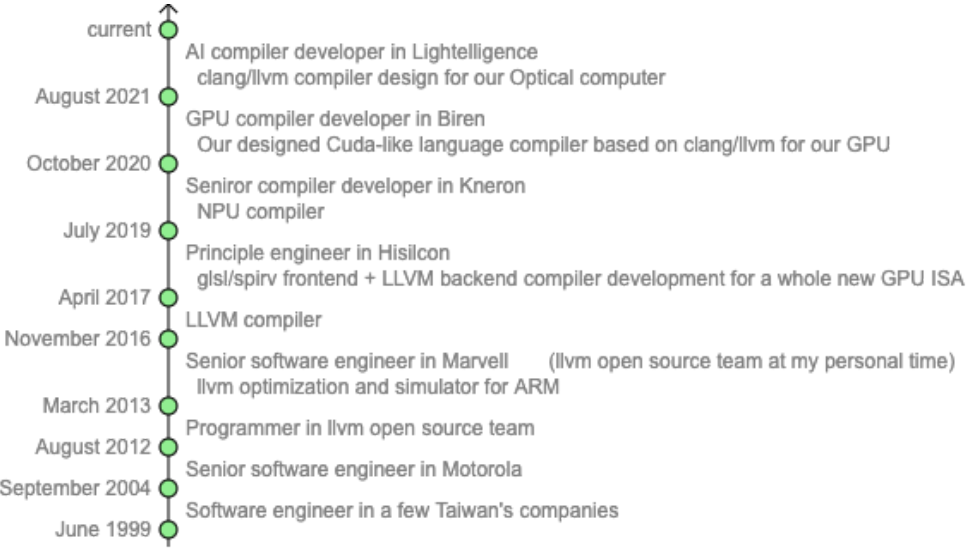 current
AI compiler developer in Lightelligence
clang/llvm compiler design for our Optical computer
August 2021
GPU compiler developer in Biren
Our designed Cuda-like language compiler based on clang/llvm for our GPU
October 2020
Seniror compiler developer in Kneron
NPU compiler
July 2019
Principle engineer in Hisilcon
glsl/spirv frontend + LLVM backend compiler development for a whole new GPU ISA
April 2017
LLVM compiler
November 2016
Senior software engineer in Marvell (llvm open source team at my personal time)
llvm optimization and simulator for ARM
March 2013
Programmer in llvm open source team
August 2012
Senior software engineer in Motorola
September 2004
Software engineer in a few Taiwan's companies
June 1999